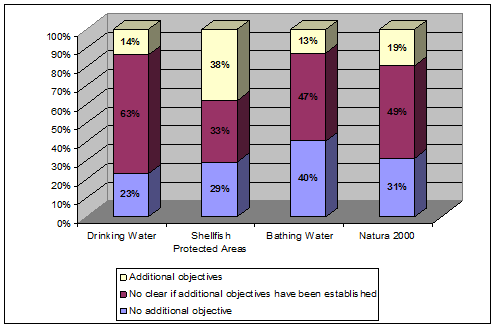 100%
90%
80%
70%
60%
50%
40%
30%
20%
10%
0%
14%
38%
13%
19%
63%
33%
47%
49%
23%
29%
40%
31%
Drinking Water
Shellfish
Protected Areas
Bathing Water
Natura 2000
Additional objectives
No clear if additional objectives have been established
No additional objective